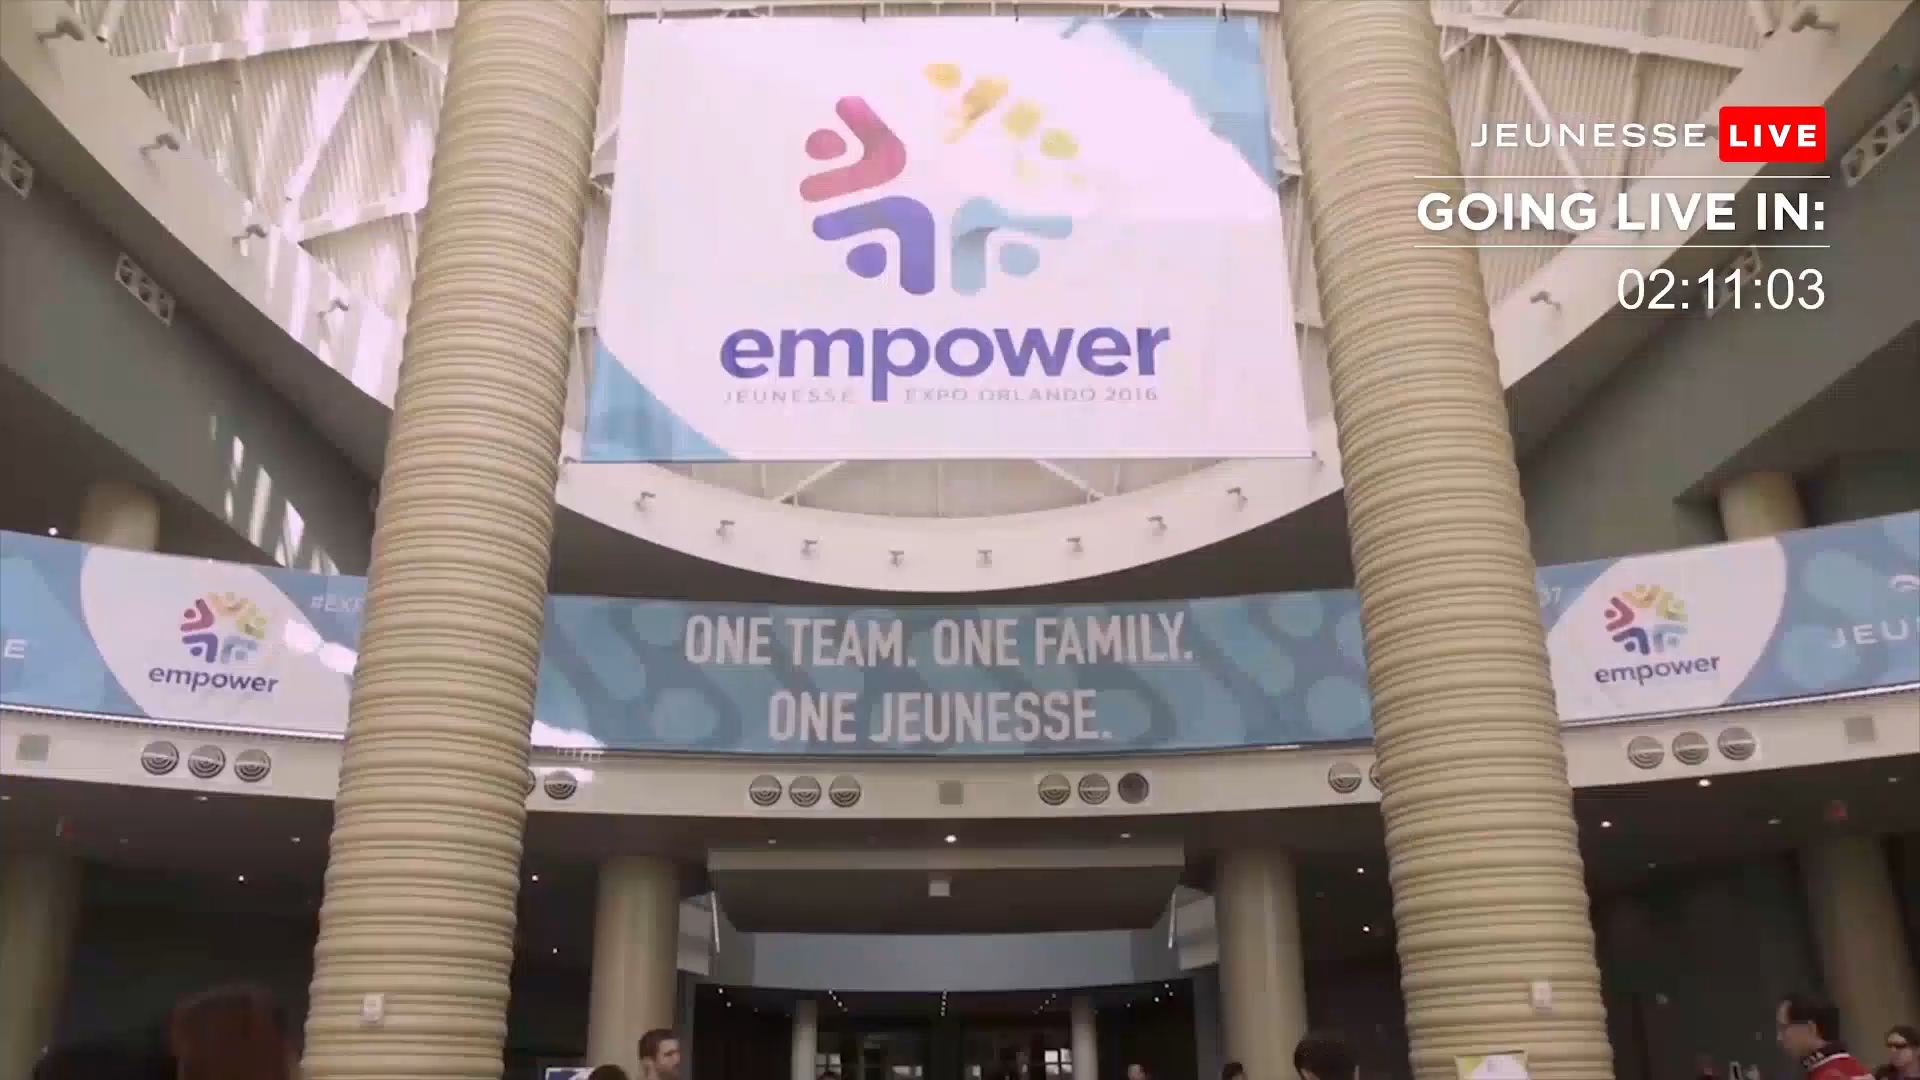 JEUNESSE LIVE
GOING LIVE IN:
02:11:03
empower
JEUNESSE EXPO ORLANDO 2016
ONE TEAM. ONE FAMILY.
ONE JEUNESSE.
empower
empower